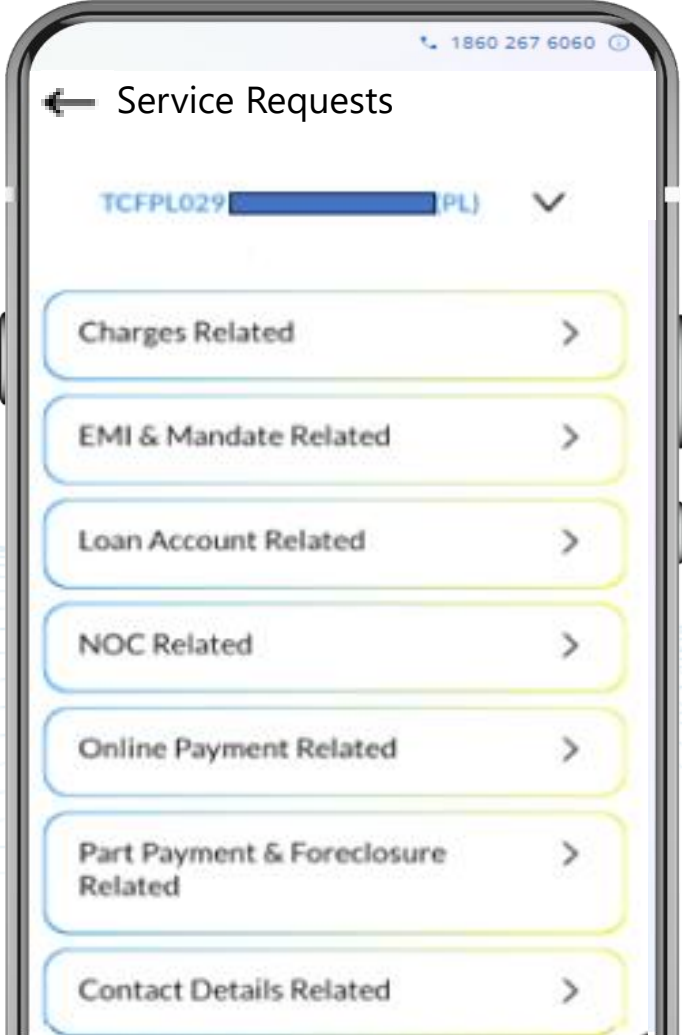 1860 267 6060
Service Requests
TCFPL029 (PL)
Charges Related
EMI & Mandate Related
Loan Account Related
NOC Related
Online Payment Related
Part Payment & Foreclosure
Related
Contact Details Related